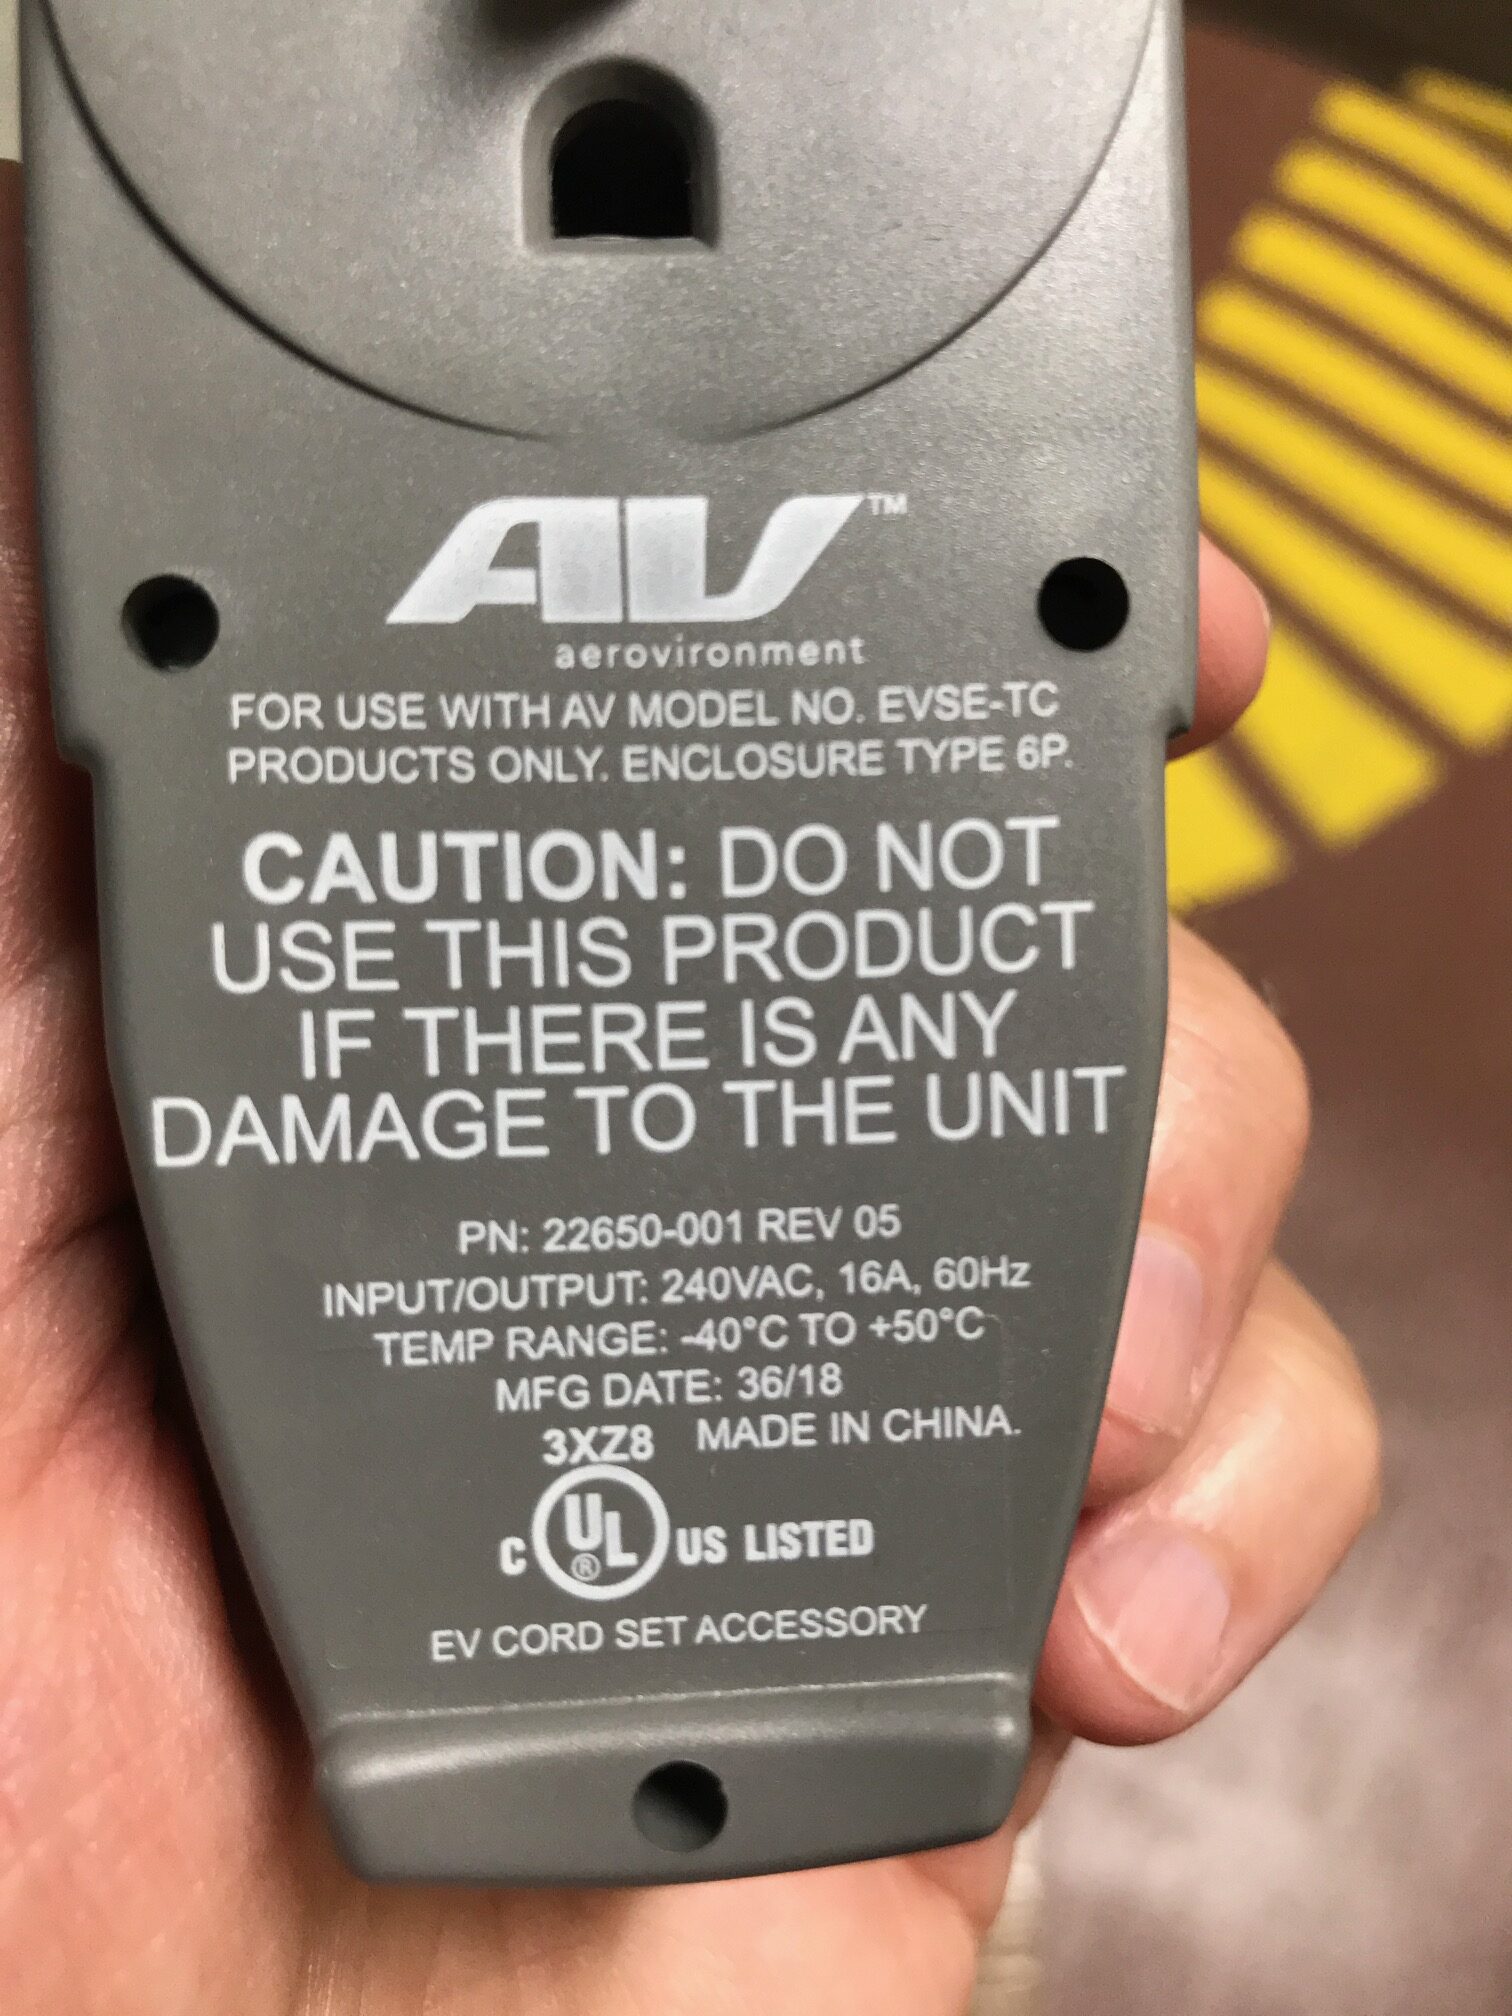 AV™
aerovironment
FOR USE WITH AV MODEL NO. EVSE-TC
PRODUCTS ONLY. ENCLOSURE TYPE 6P.
CAUTION: DO NOT
USE THIS PRODUCT
IF THERE IS ANY
DAMAGE TO THE UNIT
PN: 22650-001 REV 05
INPUT/OUTPUT: 240VAC, 16A, 60Hz
TEMP RANGE: -40°C TO +50°C
MFG DATE: 36/18
3XZ8 MADE IN CHINA.
C UL® US LISTED
EV CORD SET ACCESSORY